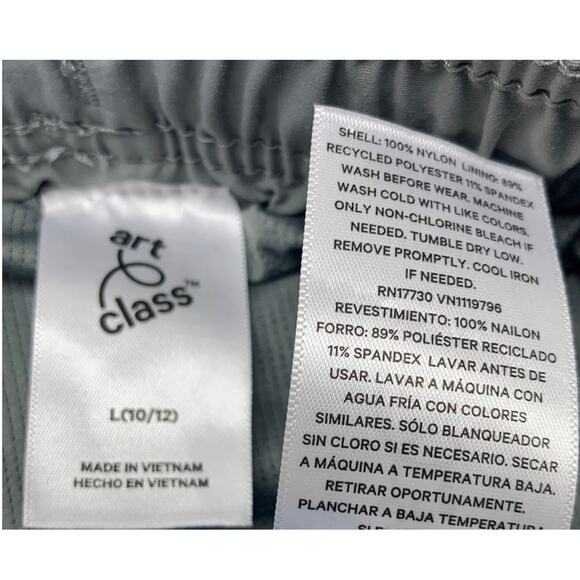 art
class™
L(10/12)
MADE IN VIETNAM
HECHO EN VIETNAM
SHELL: 100% NYLON LINING: 89%
RECYCLED POLYESTER 11% SPANDEX
WASH BEFORE WEAR. MACHINE
WASH COLD WITH LIKE COLORS.
ONLY NON-CHLORINE BLEACH IF
NEEDED. TUMBLE DRY LOW.
REMOVE PROMPTLY. COOL IRON
IF NEEDED.
RN17730 VN1119796
REVESTIMIENTO: 100% NAILON
FORRO: 89% POLIÉSTER RECICLADO
11% SPANDEX LAVAR ANTES DE
USAR. LAVAR A MÁQUINA CON
AGUA FRÍA CON COLORES
SIMILARES. SÓLO BLANQUEADOR
SIN CLORO SI ES NECESARIO. SECAR
A MÁQUINA A TEMPERATURA BAJA.
RETIRAR OPORTUNAMENTE.
PLANCHAR A BAJA TEMPERATURA